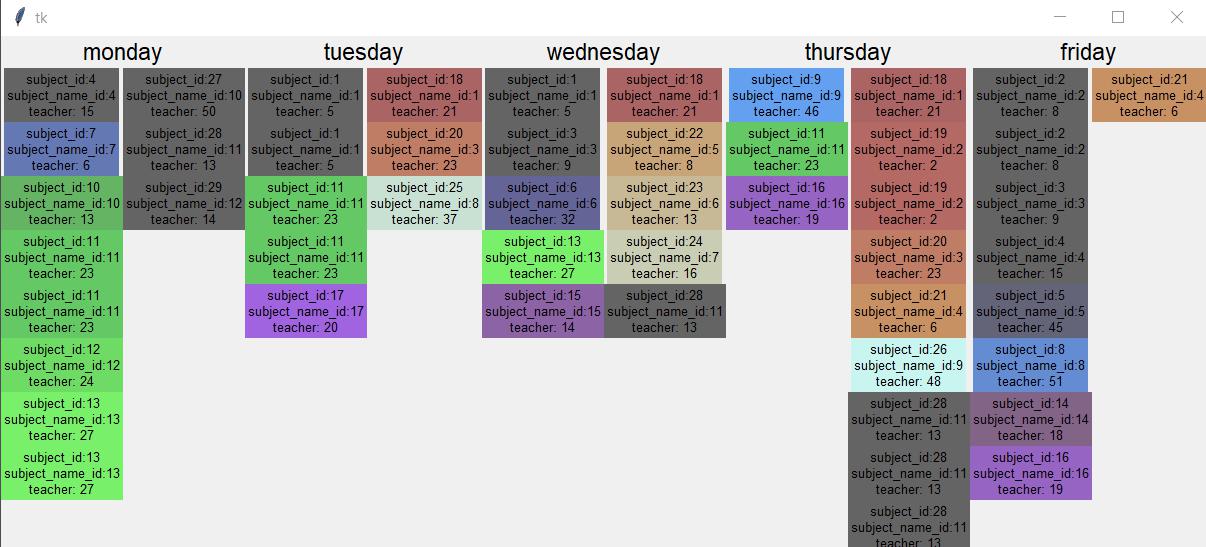 tk
monday
subject_id:4
subject_name_id:4
teacher: 15
subject_id:7
subject_name_id:7
teacher: 6
subject_id:10
subject_name_id:10
teacher: 13
subject_id:11
subject_name_id:11
teacher: 23
subject_id:11
subject_name_id:11
teacher: 23
subject_id:12
subject_name_id:12
teacher: 24
subject_id:13
subject_name_id:13
teacher: 27
subject_id:13
subject_name_id:13
teacher: 27
subject_id:27
subject_name_id:10
teacher: 50
subject_id:28
subject_name_id:11
teacher: 13
subject_id:29
subject_name_id:12
teacher: 14
tuesday
subject_id:1
subject_name_id:1
teacher: 5
subject_id:1
subject_name_id:1
teacher: 5
subject_id:11
subject_name_id:11
teacher: 23
subject_id:11
subject_name_id:11
teacher: 23
subject_id:17
subject_name_id:17
teacher: 20
subject_id:18
subject_name_id:1
teacher: 21
subject_id:20
subject_name_id:3
teacher: 23
subject_id:25
subject_name_id:8
teacher: 37
wednesday
subject_id:1
subject_name_id:1
teacher: 5
subject_id:3
subject_name_id:3
teacher: 9
subject_id:6
subject_name_id:6
teacher: 32
subject_id:13
subject_name_id:13
teacher: 27
subject_id:15
subject_name_id:15
teacher: 14
subject_id:18
subject_name_id:1
teacher: 21
subject_id:22
subject_name_id:5
teacher: 8
subject_id:23
subject_name_id:6
teacher: 13
subject_id:24
subject_name_id:7
teacher: 16
subject_id:28
subject_name_id:11
teacher: 13
thursday
subject_id:9
subject_name_id:9
teacher: 46
subject_id:11
subject_name_id:11
teacher: 23
subject_id:16
subject_name_id:16
teacher: 19
subject_id:18
subject_name_id:1
teacher: 21
subject_id:19
subject_name_id:2
teacher: 2
subject_id:19
subject_name_id:2
teacher: 2
subject_id:20
subject_name_id:3
teacher: 23
subject_id:21
subject_name_id:4
teacher: 6
subject_id:26
subject_name_id:9
teacher: 48
subject_id:28
subject_name_id:11
teacher: 13
subject_id:28
subject_name_id:11
teacher: 13
subject_id:28
subject_name_id:11
teacher: 13
friday
subject_id:2
subject_name_id:2
teacher: 8
subject_id:2
subject_name_id:2
teacher: 8
subject_id:3
subject_name_id:3
teacher: 9
subject_id:4
subject_name_id:4
teacher: 15
subject_id:5
subject_name_id:5
teacher: 45
subject_id:8
subject_name_id:8
teacher: 51
subject_id:14
subject_name_id:14
teacher: 18
subject_id:16
subject_name_id:16
teacher: 19
subject_id:21
subject_name_id:4
teacher: 6